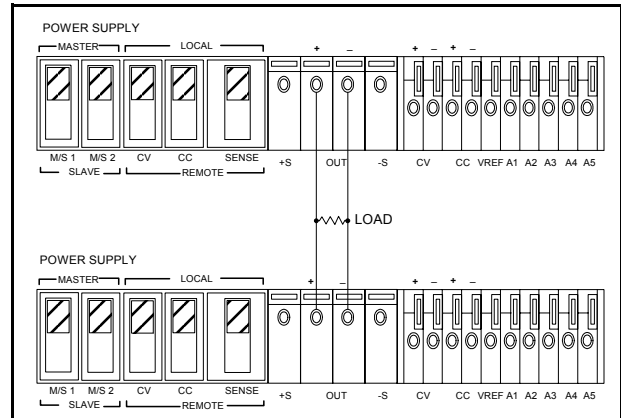 POWER SUPPLY
MASTER LOCAL
+ – + – + –
M/S 1 M/S 2 CV CC SENSE +S OUT -S CV CC VREF A1 A2 A3 A4 A5
SLAVE REMOTE
LOAD
POWER SUPPLY
MASTER LOCAL
+ – + – + –
M/S 1 M/S 2 CV CC SENSE +S OUT -S CV CC VREF A1 A2 A3 A4 A5
SLAVE REMOTE